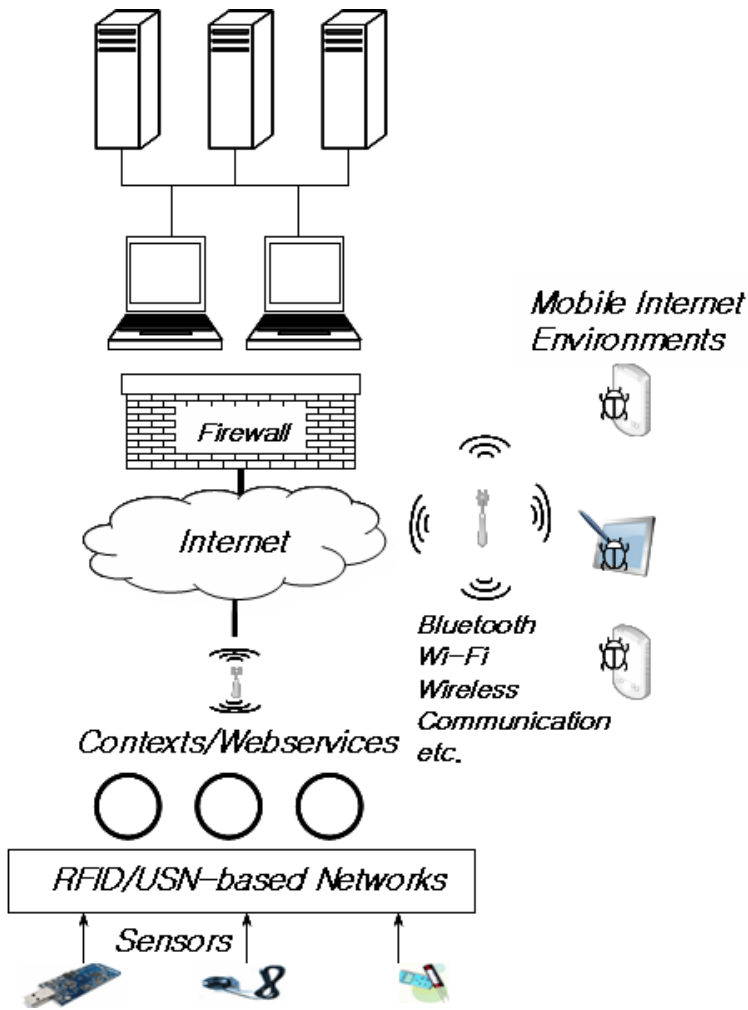 Mobile Internet
Environments
Firewall
Internet
Bluetooth
Wi-Fi
Wireless
Communication
etc.
Contexts/Webservices
RFID/USN-based Networks
Sensors